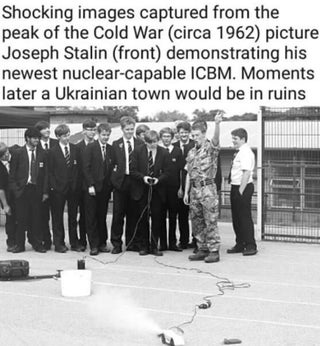 Shocking images captured from the
peak of the Cold War (circa 1962) picture
Joseph Stalin (front) demonstrating his
newest nuclear-capable ICBM. Moments
later a Ukrainian town would be in ruins